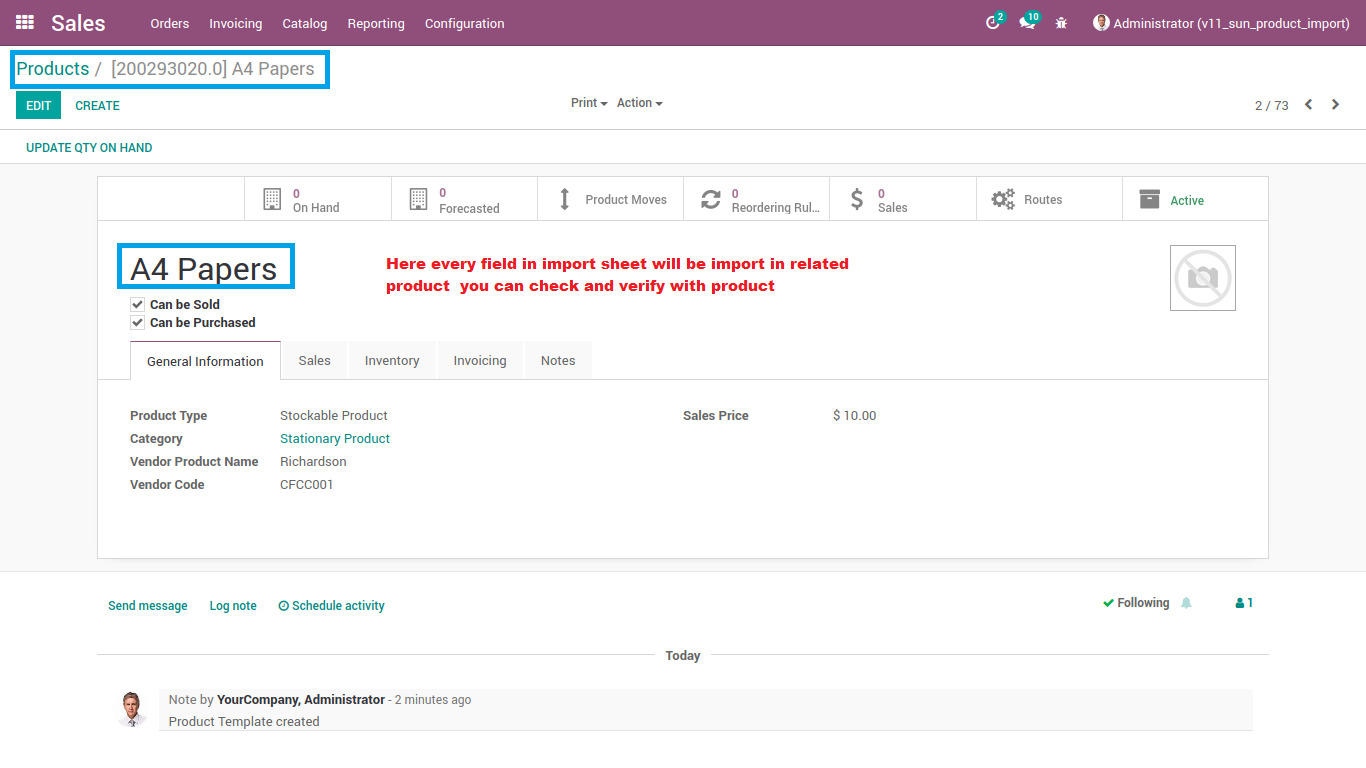 Sales Orders Invoicing Catalog Reporting Configuration 2 10 Administrator (v11_sun_product_import)
Products / [200293020.0] A4 Papers
EDIT CREATE Print Action 2 / 73
UPDATE QTY ON HAND
0 On Hand
0 Forecasted
Product Moves
0 Reordering Rul...
0 Sales
Routes
Active
A4 Papers
Here every field in import sheet will be import in related
product you can check and verify with product
Can be Sold
Can be Purchased
General Information Sales Inventory Invoicing Notes
Product Type Stockable Product Sales Price $ 10.00
Category Stationary Product
Vendor Product Name Richardson
Vendor Code CFCC001
Send message Log note Schedule activity Following 1
Today
Note by YourCompany, Administrator - 2 minutes ago
Product Template created